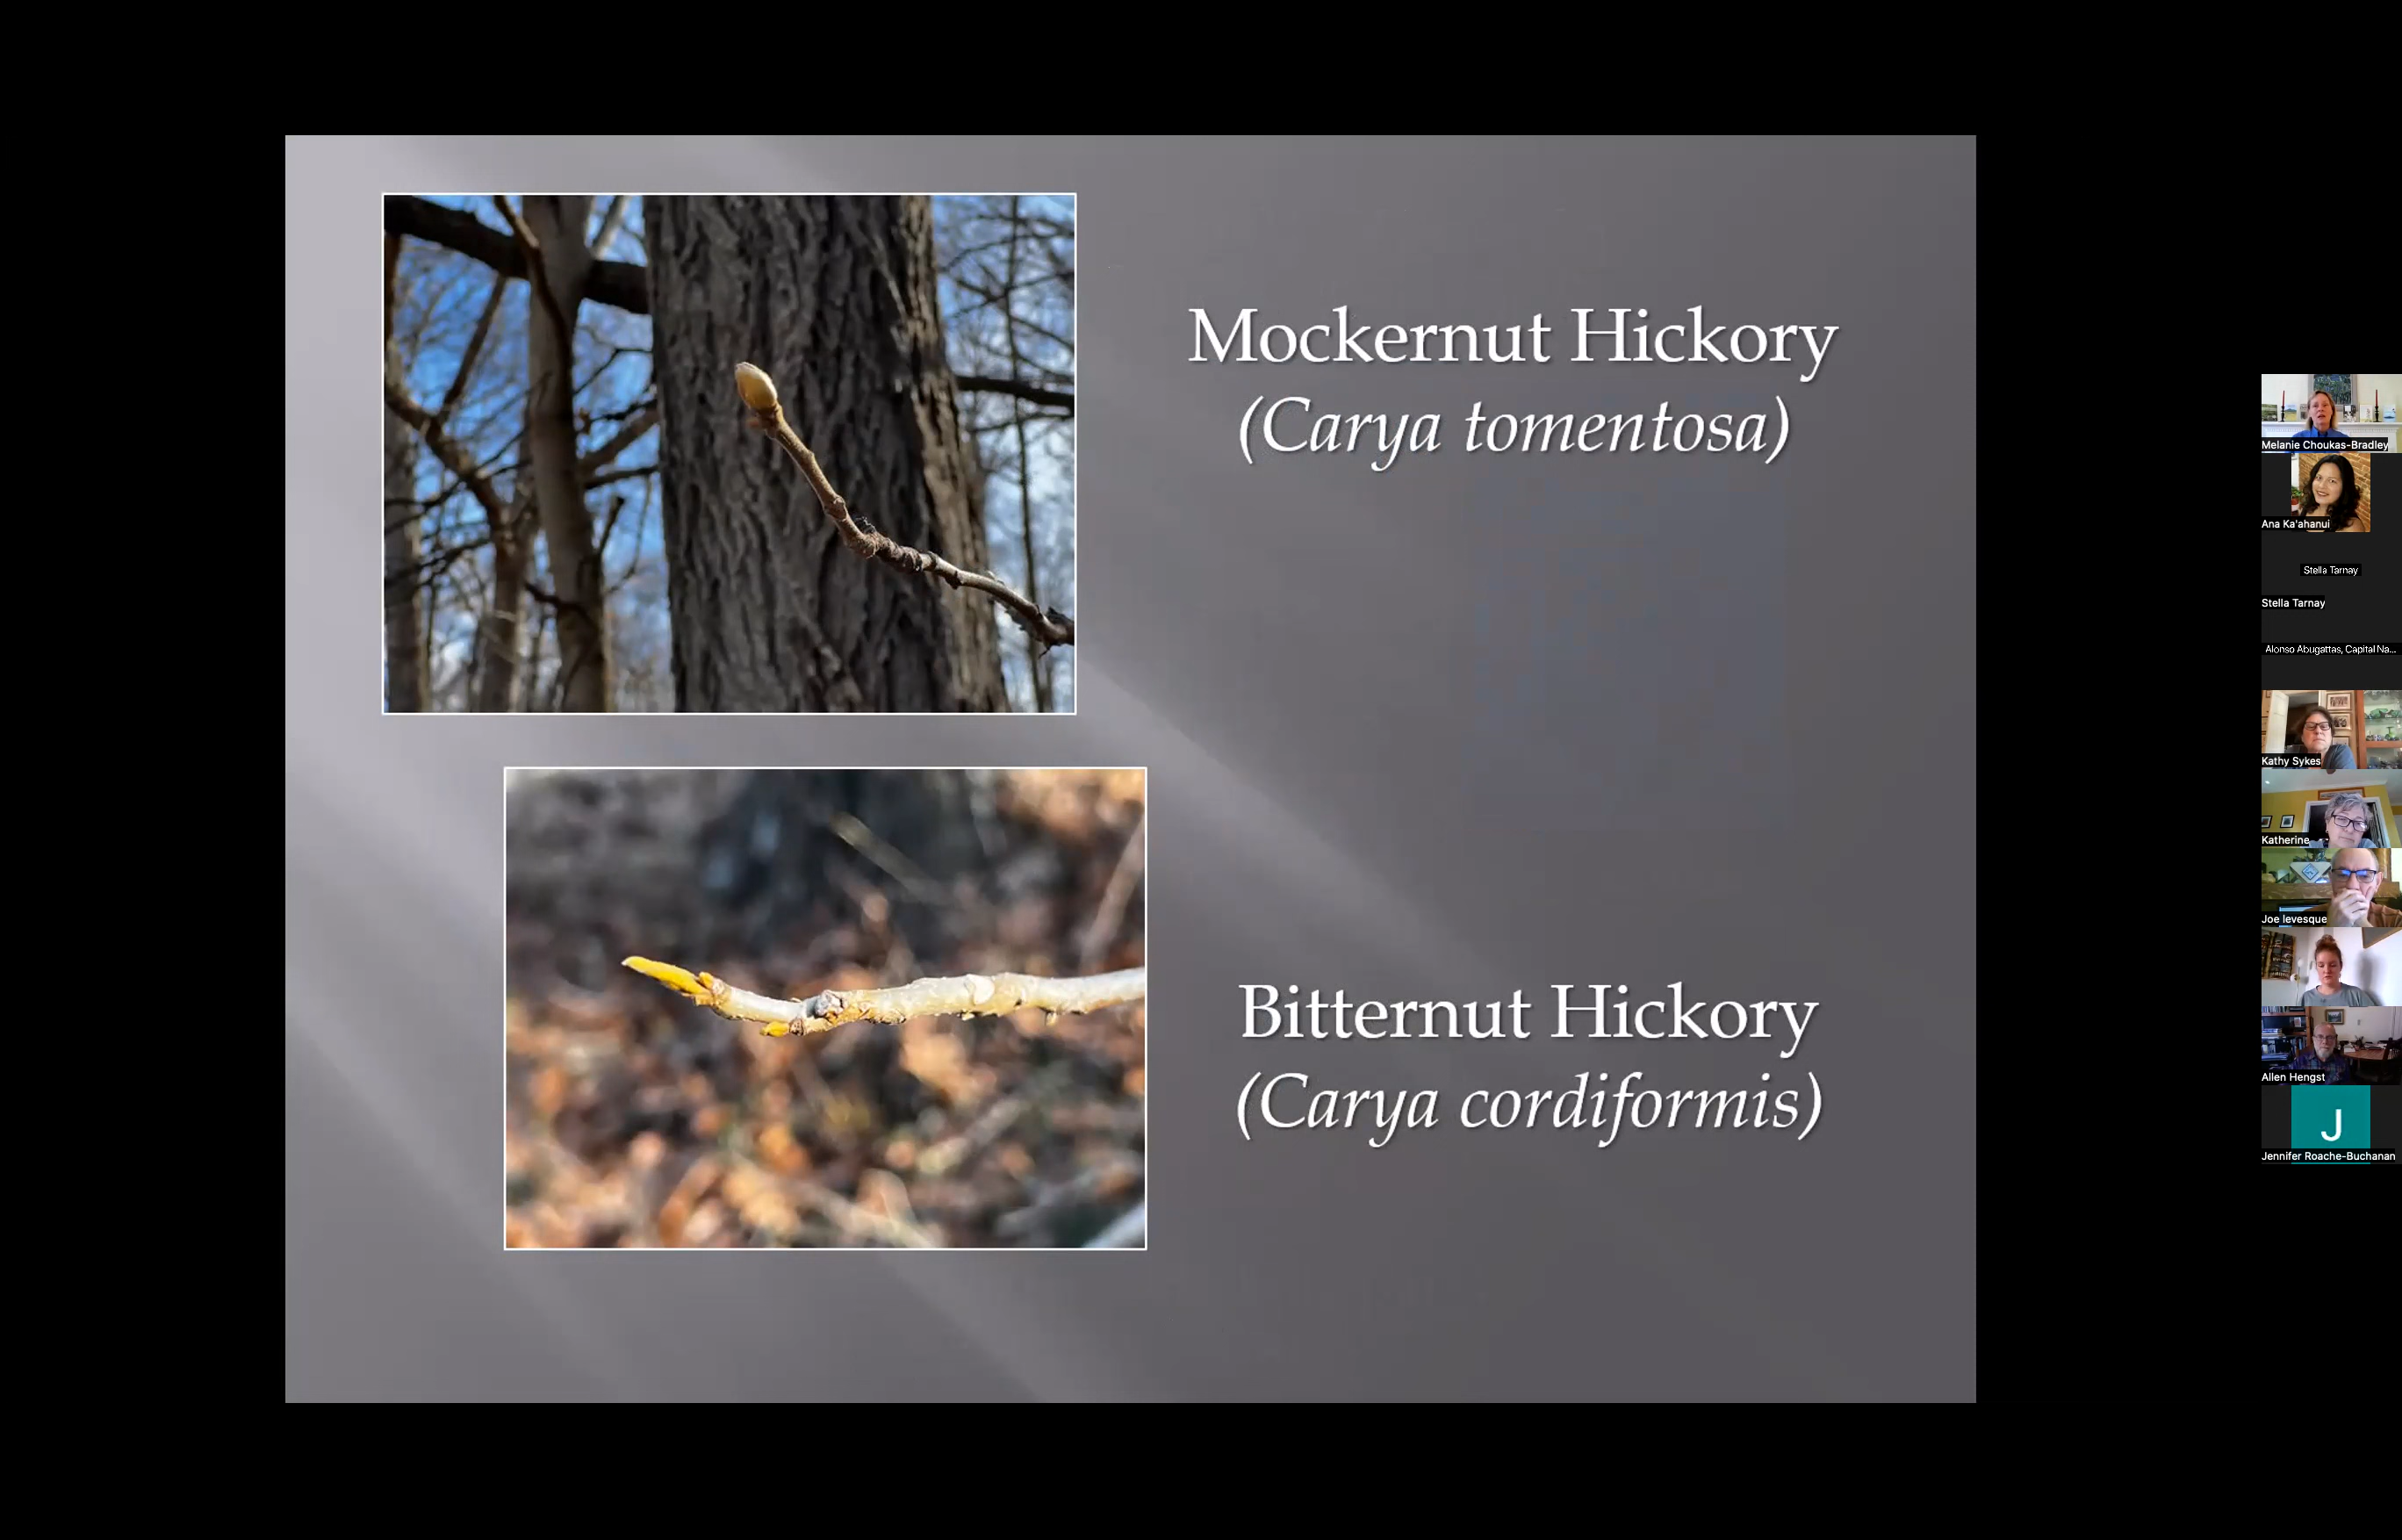 Mockernut Hickory
(Carya tomentosa)
Bitternut Hickory
(Carya cordiformis)
Melanie Choukas-Bradley
Ana Ka'ahanui
Stella Tarnay
Stella Tarnay
Alonso Abugattas, Capital Na...
Kathy Sykes
Katherine
Joe levesque
Allen Hengst
J
Jennifer Roache-Buchanan